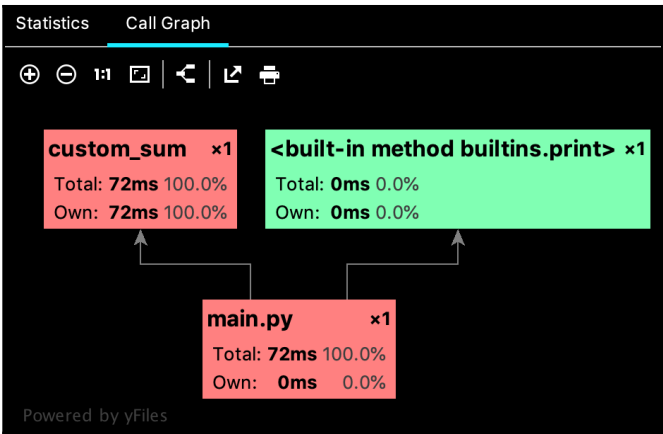 Statistics Call Graph
1:1
custom_sum ×1
Total: 72ms 100.0%
Own: 72ms 100.0%
<built-in method builtins.print> ×1
Total: 0ms 0.0%
Own: 0ms 0.0%
main.py ×1
Total: 72ms 100.0%
Own: 0ms 0.0%
Powered by yFiles